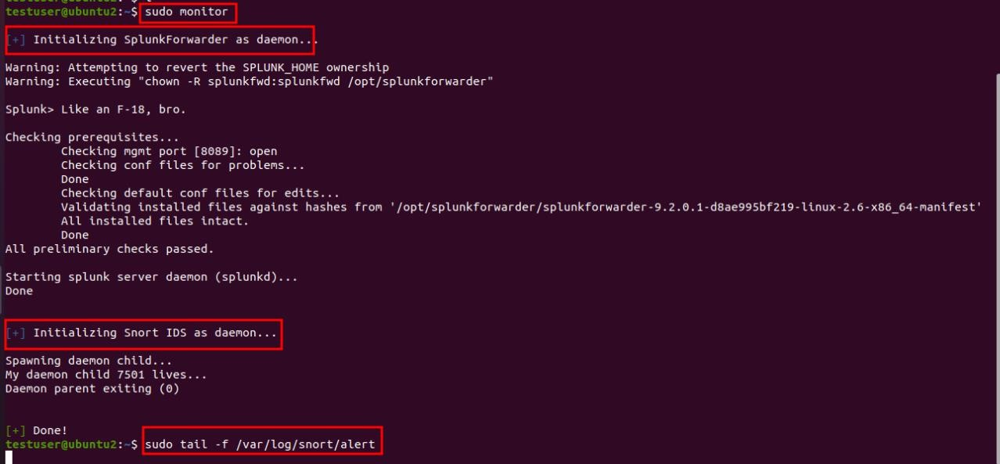 testuser@ubuntu2:~$ sudo monitor
[+] Initializing SplunkForwarder as daemon...
Warning: Attempting to revert the SPLUNK_HOME ownership
Warning: Executing "chown -R splunkfwd:splunkfwd /opt/splunkforwarder"
Splunk> Like an F-18, bro.
Checking prerequisites...
Checking mgmt port [8089]: open
Checking conf files for problems...
Done
Checking default conf files for edits...
Validating installed files against hashes from '/opt/splunkforwarder/splunkforwarder-9.2.0.1-d8ae995bf219-linux-2.6-x86_64-manifest'
All installed files intact.
Done
All preliminary checks passed.
Starting splunk server daemon (splunkd)...
Done
[+] Initializing Snort IDS as daemon...
Spawning daemon child...
My daemon child 7501 lives...
Daemon parent exiting (0)
[+] Done!
testuser@ubuntu2:~$ sudo tail -f /var/log/snort/alert